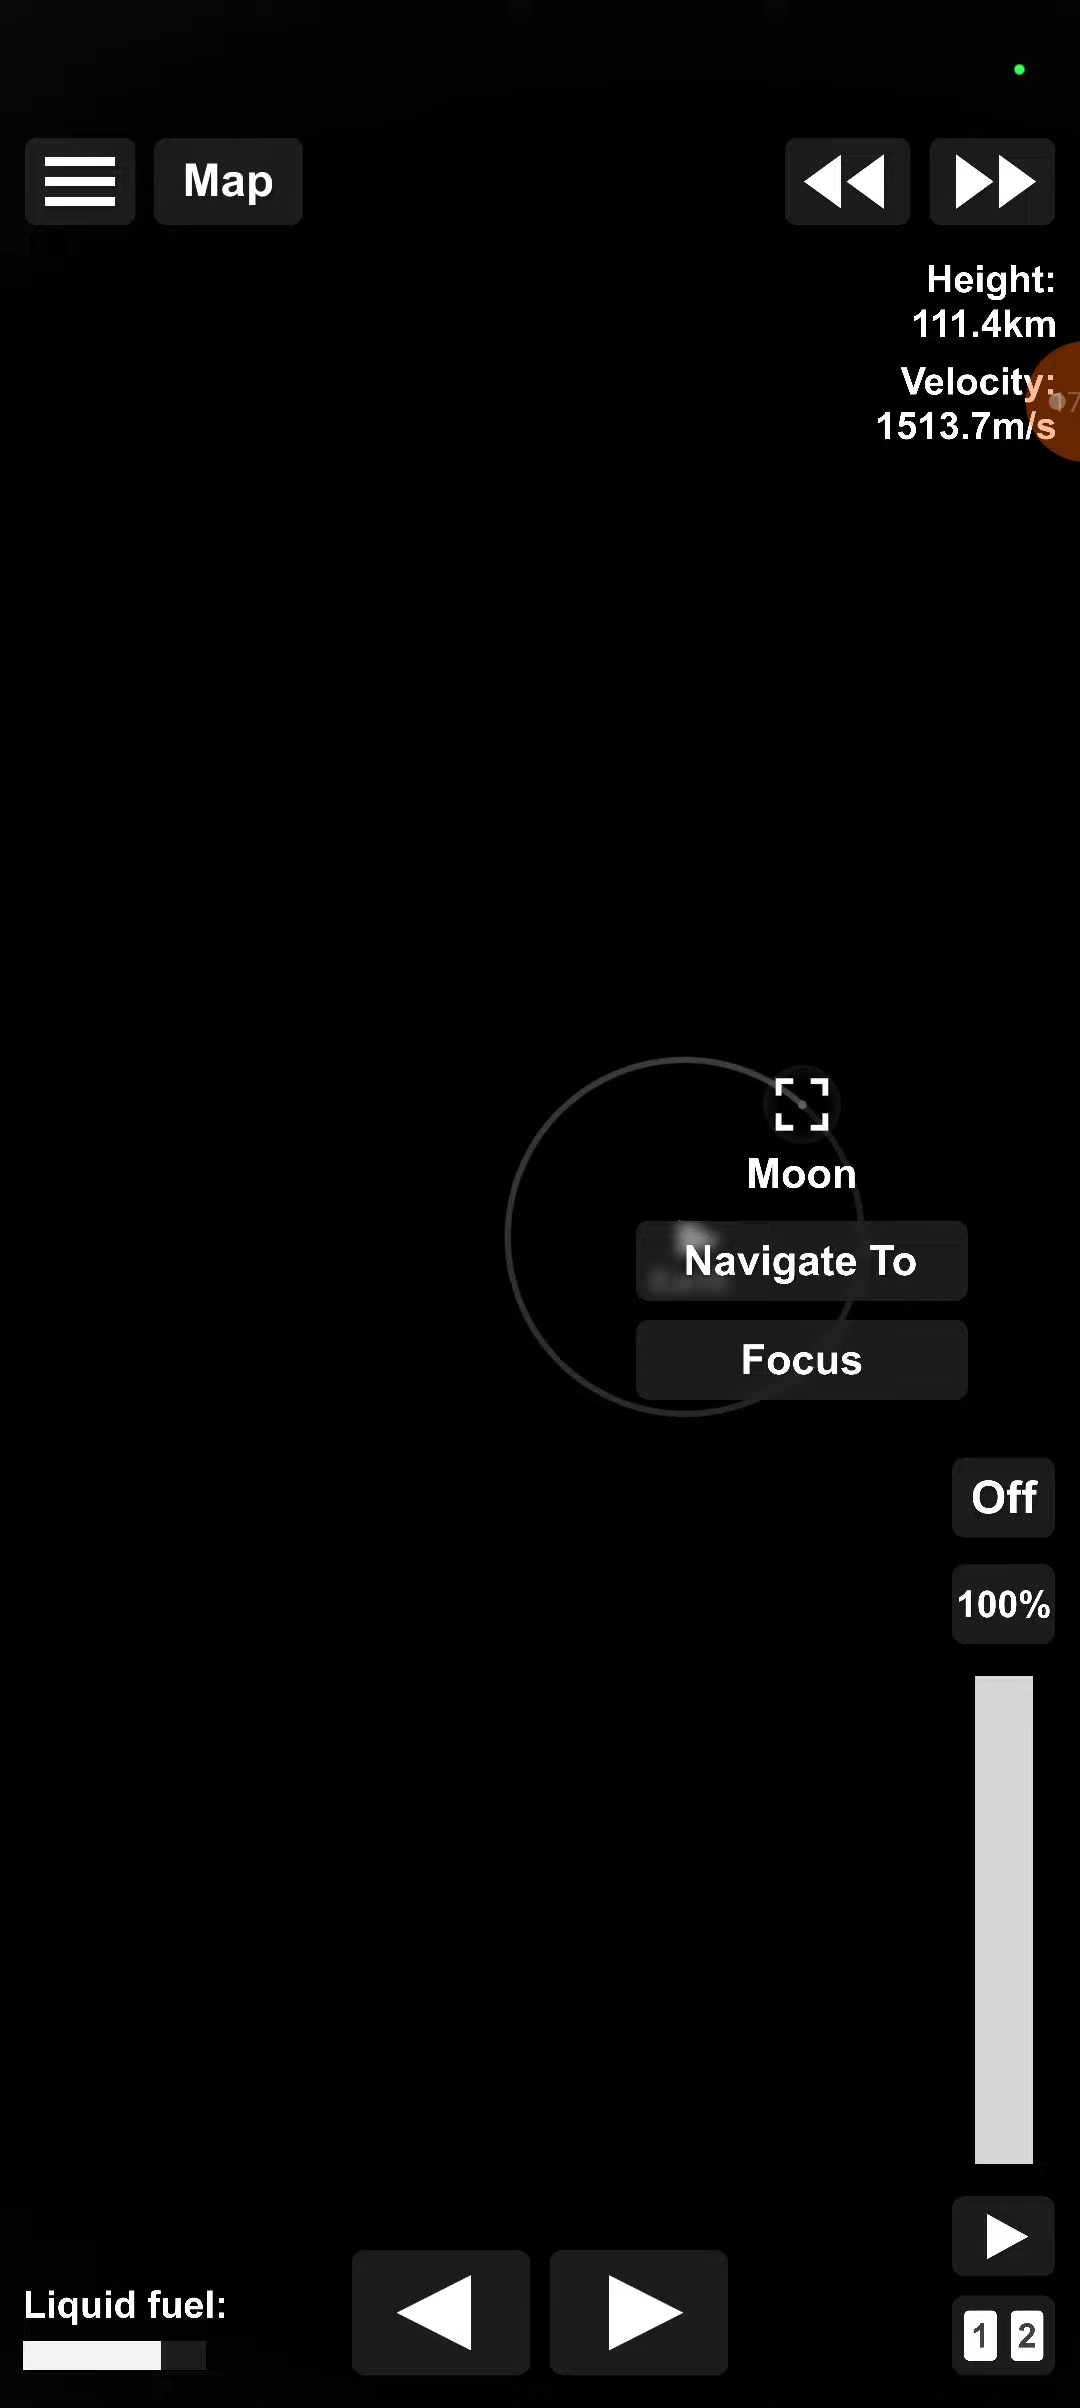 Map
Height:
111.4km
Velocity:
1513.7m/s
Moon
Navigate To
Focus
Off
100%
Liquid fuel:
1 2